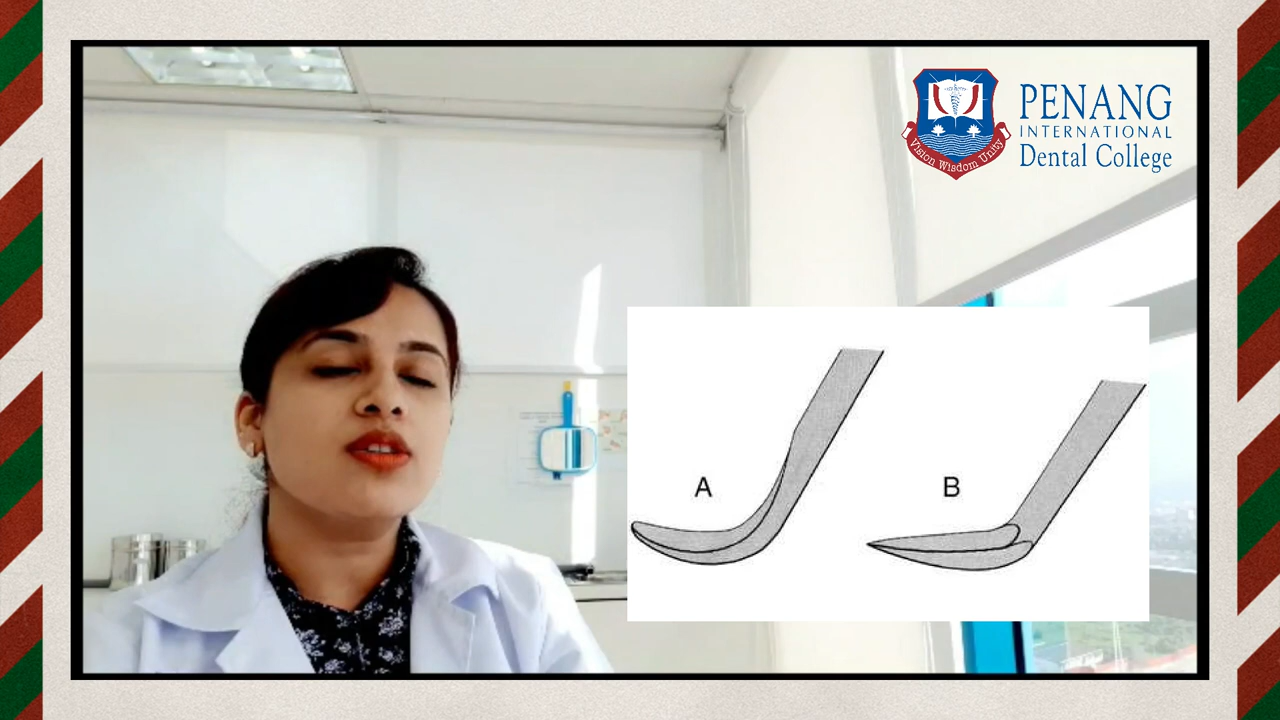 PENANG
INTERNATIONAL
Dental College
Vision Wisdom Unity
A
B